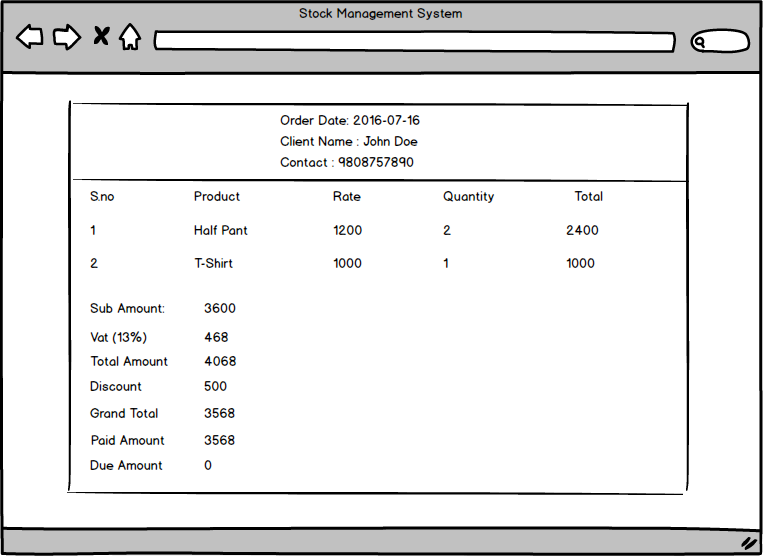 Stock Management System
Order Date: 2016-07-16
Client Name : John Doe
Contact : 9808757890
S.no Product Rate Quantity Total
1 Half Pant 1200 2 2400
2 T-Shirt 1000 1 1000
Sub Amount: 3600
Vat (13%) 468
Total Amount 4068
Discount 500
Grand Total 3568
Paid Amount 3568
Due Amount 0